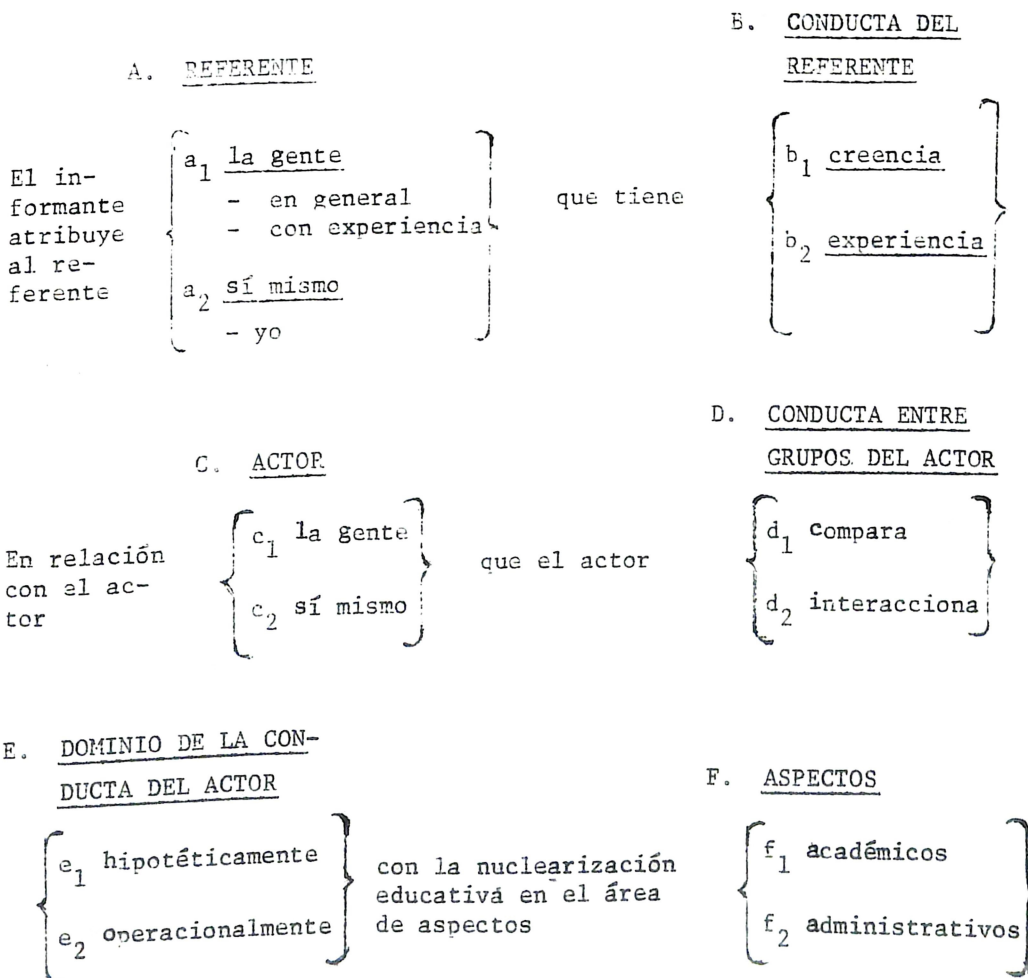 B. CONDUCTA DEL
REFERENTE
A. REFERENTE
El in-
formante
atribuye
al re-
ferente
a1 la gente
- en general
- con experiencia
a2 sí mismo
- yo
que tiene
b1 creencia
b2 experiencia
D. CONDUCTA ENTRE
GRUPOS DEL ACTOR
C. ACTOR
En relación
con el ac-
tor
c1 la gente
c2 sí mismo
que el actor
d1 compara
d2 interacciona
E. DOMINIO DE LA CON-
DUCTA DEL ACTOR
e1 hipotéticamente
e2 operacionalmente
con la nuclearización
educativá en el área
de aspectos
F. ASPECTOS
f1 académicos
f2 administrativos